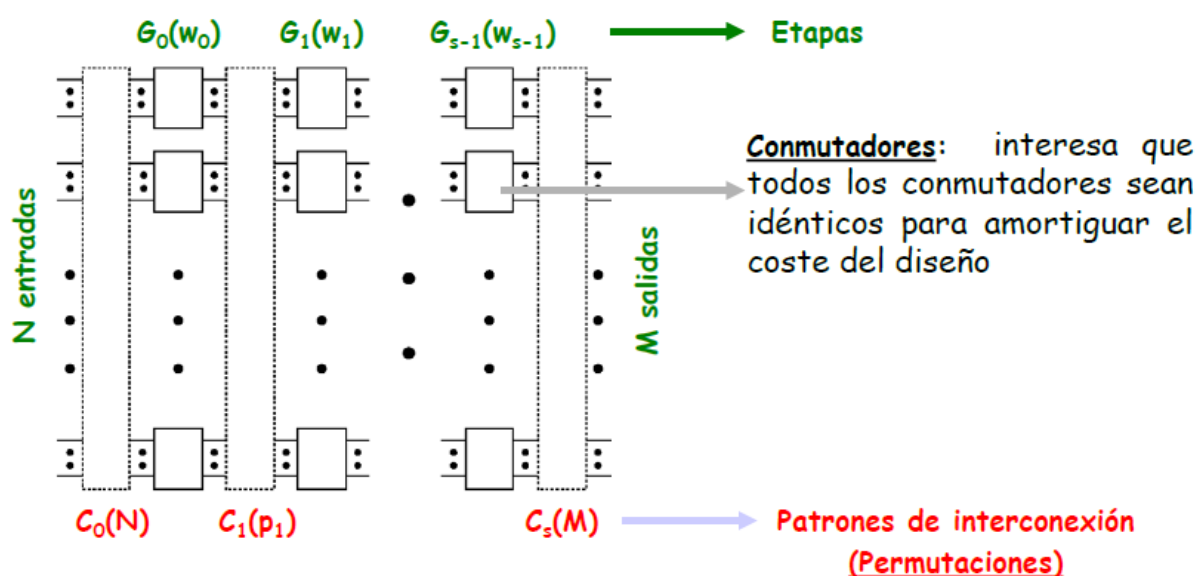 G₀(w₀) G₁(w₁) Gₛ₋₁(wₛ₋₁) Etapas
Conmutadores: interesa que
todos los conmutadores sean
idénticos para amortiguar el
coste del diseño
N entradas
M salidas
C₀(N) C₁(p₁) Cₛ(M) Patrones de interconexión
(Permutaciones)